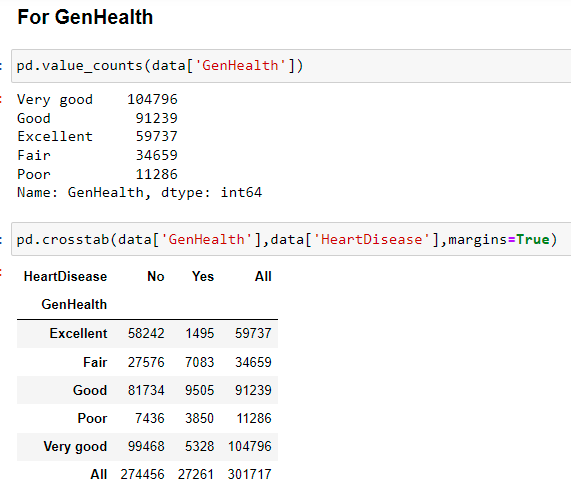 For GenHealth
pd.value_counts(data['GenHealth'])
Very good    104796
Good          91239
Excellent     59737
Fair          34659
Poor          11286
Name: GenHealth, dtype: int64
pd.crosstab(data['GenHealth'],data['HeartDisease'],margins=True)
HeartDisease No Yes All
GenHealth
Excellent 58242 1495 59737
Fair 27576 7083 34659
Good 81734 9505 91239
Poor 7436 3850 11286
Very good 99468 5328 104796
All 274456 27261 301717